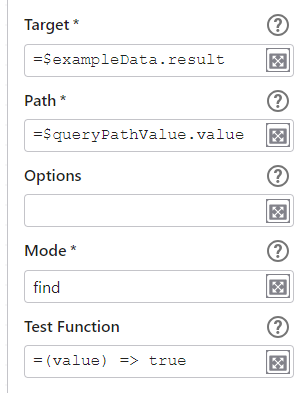 Target *
=$exampleData.result
Path *
=$queryPathValue.value
Options
Mode *
find
Test Function
=(value) => true